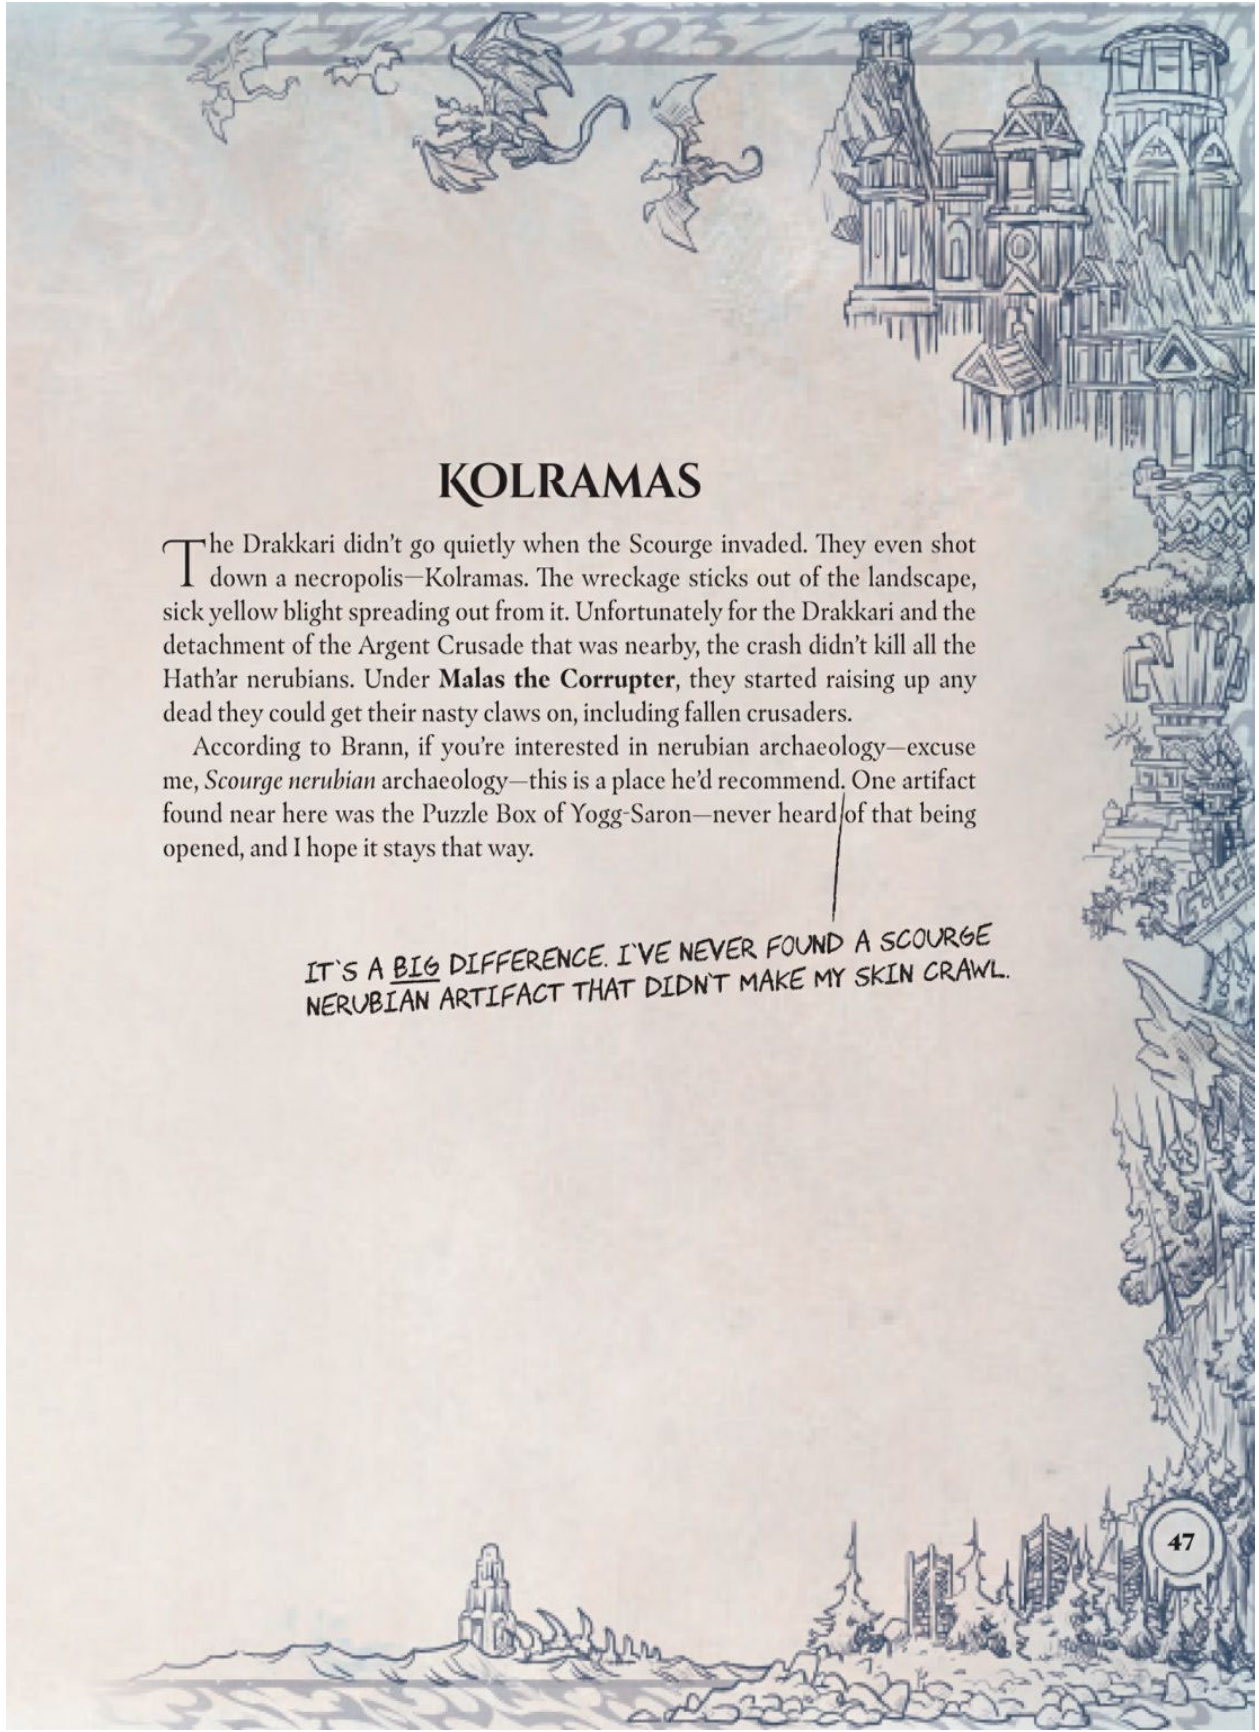 KOLRAMAS
The Drakkari didn't go quietly when the Scourge invaded. They even shot
down a necropolis—Kolramas. The wreckage sticks out of the landscape,
sick yellow blight spreading out from it. Unfortunately for the Drakkari and the
detachment of the Argent Crusade that was nearby, the crash didn't kill all the
Hath'ar nerubians. Under Malas the Corrupter, they started raising up any
dead they could get their nasty claws on, including fallen crusaders.
According to Brann, if you're interested in nerubian archaeology—excuse
me, Scourge nerubian archaeology—this is a place he'd recommend. One artifact
found near here was the Puzzle Box of Yogg-Saron—never heard of that being
opened, and I hope it stays that way.
IT'S A BIG DIFFERENCE. I'VE NEVER FOUND A SCOURGE
NERUBIAN ARTIFACT THAT DIDN'T MAKE MY SKIN CRAWL.
47